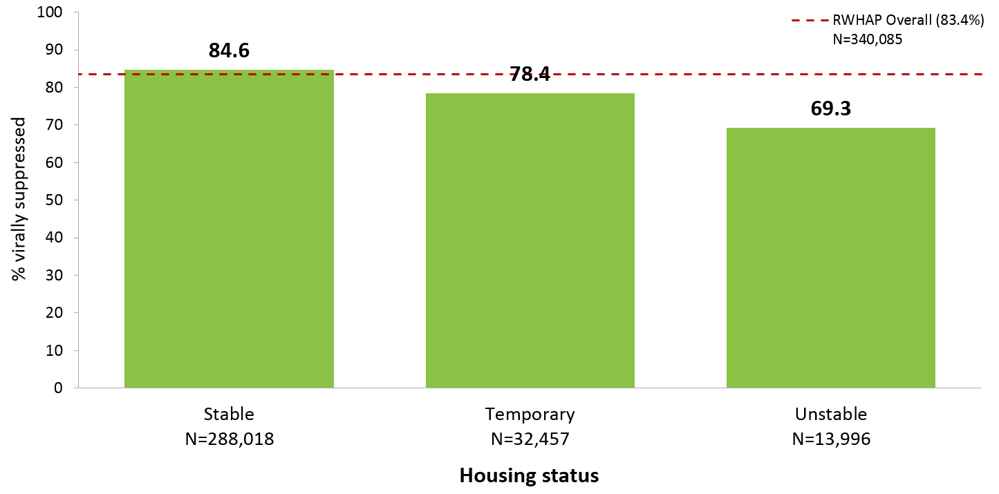 100
90
80
70
60
50
40
30
20
10
0
% virally suppressed
84.6
78.4
69.3
RWHAP Overall (83.4%)
N=340,085
Stable
N=288,018
Temporary
N=32,457
Unstable
N=13,996
Housing status